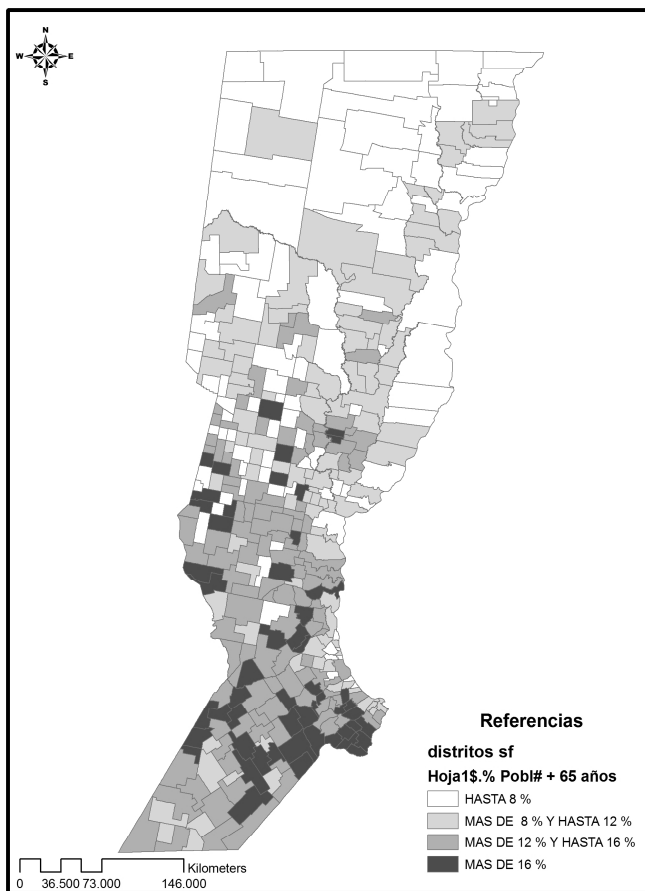 N
W E
S
Referencias
distritos sf
Hoja1$.% Pobl# + 65 años
HASTA 8 %
MAS DE 8 % Y HASTA 12 %
MAS DE 12 % Y HASTA 16 %
MAS DE 16 %
Kilometers
0 36.500 73.000 146.000